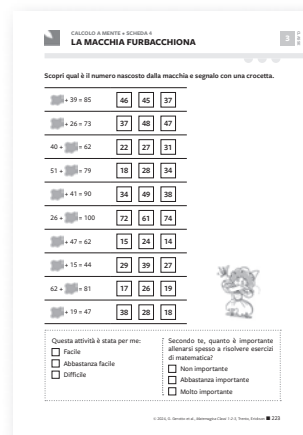 CALCOLO A MENTE • SCHEDA 4
LA MACCHIA FURBACCHIONA
3
Scopri qual è il numero nascosto dalla macchia e segnalo con una crocetta.
+ 39 = 85 46 45 37
+ 26 = 73 37 48 47
40 + = 62 22 27 31
51 + = 79 18 28 34
+ 41 = 90 34 49 38
26 + = 100 72 61 74
+ 47 = 62 15 24 14
+ 15 = 44 29 39 27
62 + = 81 17 26 19
+ 19 = 47 38 28 18
Questa attività è stata per me:
Facile
Abbastanza facile
Difficile
Secondo te, quanto è importante
allenarsi spesso a risolvere esercizi
di matematica?
Non importante
Abbastanza importante
Molto importante
223